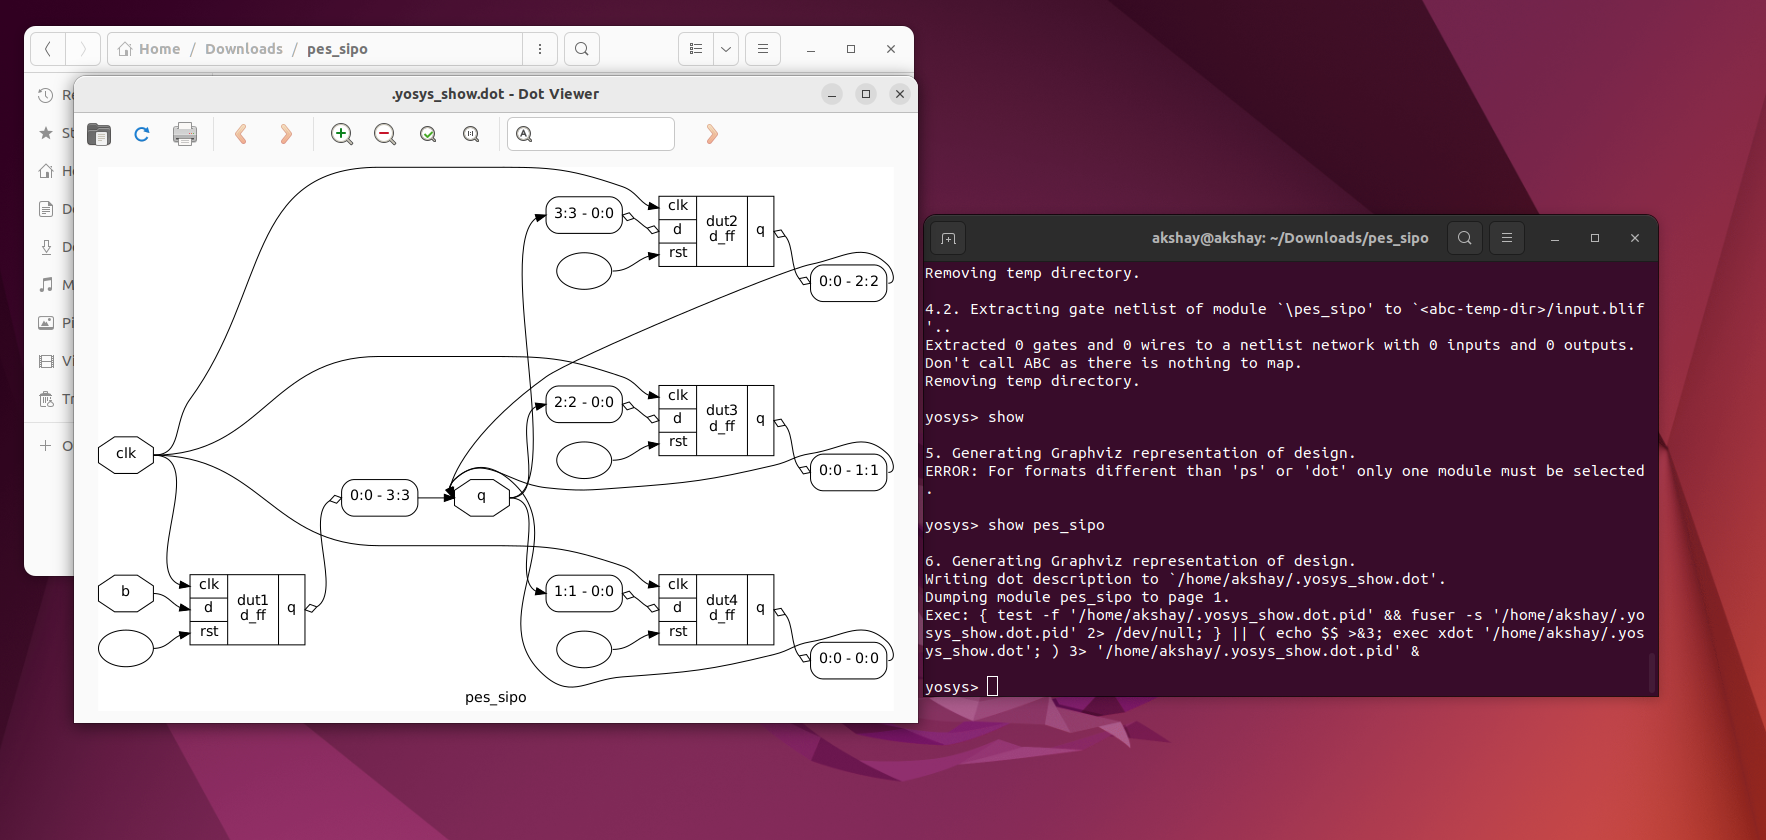 Home / Downloads / pes_sipo
Re
St
He
Do
Do
M
Pi
Vi
Tr
O
.yosys_show.dot - Dot Viewer
clk
b
clk
d
rst
dut1
d_ff
q
0:0 - 3:3
q
3:3 - 0:0
clk
d
rst
dut2
d_ff
q
0:0 - 2:2
2:2 - 0:0
clk
d
rst
dut3
d_ff
q
0:0 - 1:1
1:1 - 0:0
clk
d
rst
dut4
d_ff
q
0:0 - 0:0
pes_sipo
akshay@akshay: ~/Downloads/pes_sipo
Removing temp directory.
4.2. Extracting gate netlist of module `\pes_sipo' to `<abc-temp-dir>/input.blif
'..
Extracted 0 gates and 0 wires to a netlist network with 0 inputs and 0 outputs.
Don't call ABC as there is nothing to map.
Removing temp directory.
yosys> show
5. Generating Graphviz representation of design.
ERROR: For formats different than 'ps' or 'dot' only one module must be selected
.
yosys> show pes_sipo
6. Generating Graphviz representation of design.
Writing dot description to `/home/akshay/.yosys_show.dot'.
Dumping module pes_sipo to page 1.
Exec: { test -f '/home/akshay/.yosys_show.dot.pid' && fuser -s '/home/akshay/.yo
sys_show.dot.pid' 2> /dev/null; } || ( echo $$ >&3; exec xdot '/home/akshay/.yos
ys_show.dot'; ) 3> '/home/akshay/.yosys_show.dot.pid' &
yosys>